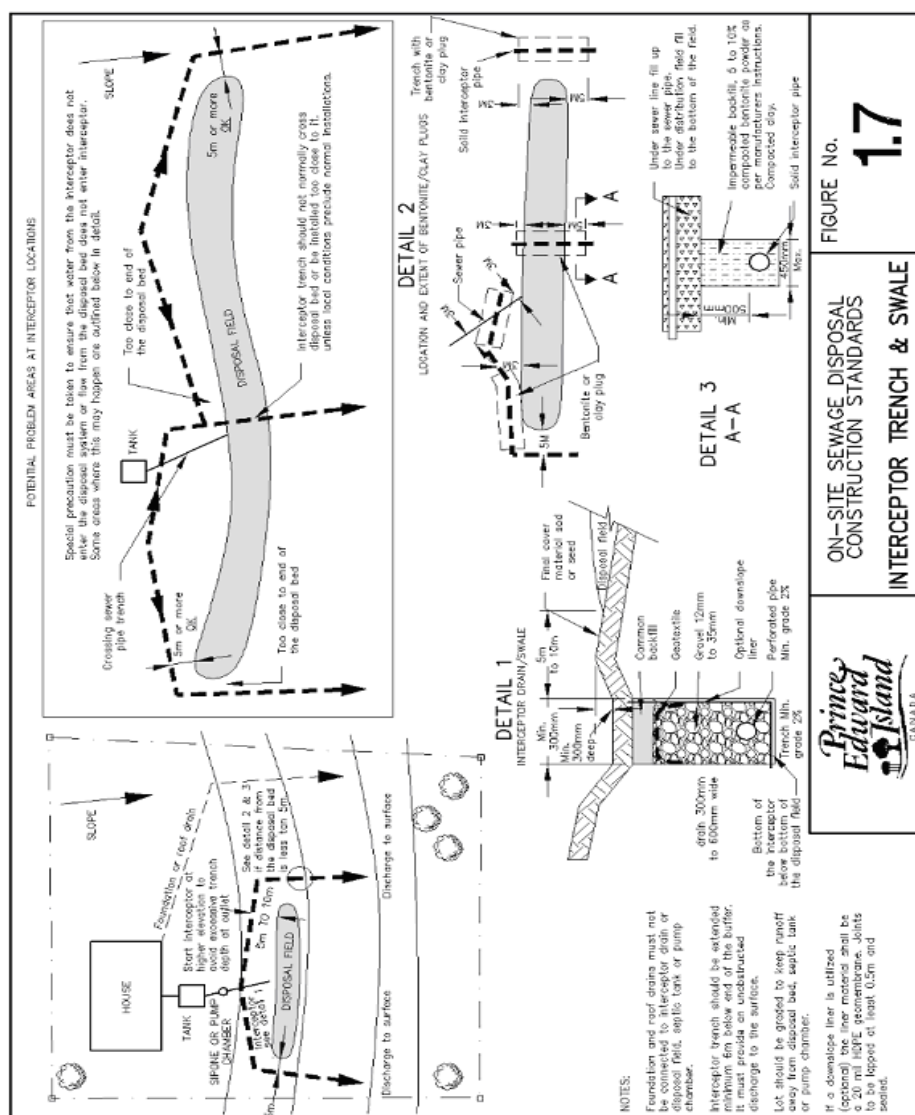 POTENTIAL PROBLEM AREAS AT INTERCEPTOR LOCATIONS
Special precaution must be taken to ensure that water from the interceptor does not
enter the disposal system or flow from the disposal bed does not enter interceptor.
Some areas where this may happen are outlined below in detail.
SLOPE
TANK
Crossing sewer
pipe trench
Too close to end of
the disposal bed
5m or more
OK
5m or more
OK
DISPOSAL FIELD
Too close to end of
the disposal bed
Interceptor trench should not normally cross
disposal bed or be installed too close to it.
unless local conditions preclude normal installations.
SLOPE
HOUSE
TANK
SIPONE OR PUMP
CHAMBER
Foundation or roof drain
Start Interceptor at
higher elevation to
avoid excessive trench
depth at outlet
See detail 2 & 3
if distance from
the disposal bed
is less tan 5m.
Interceptor
see detail 1
5m TO 10m
DISPOSAL FIELD
Discharge to surface
Discharge to surface
DETAIL 1
INTERCEPTOR DRAIN/SWALE
Min.
300mm
5m
to 10m
Min.
300mm
deep
Final cover
material sod
or seed
Disposal field
Common
backfill
Geotextile
Gravel 12mm
to 35mm
Optional downslope
liner
Perforated pipe
Min. grade 2%
Trench Min.
grade 2%
drain 300mm
to 600mm wide
Bottom of
the interceptor
below bottom of
the disposal field
DETAIL 2
LOCATION AND EXTENT OF BENTONITE/CLAY PLUGS
Sewer pipe
Solid interceptor
pipe
Trench with
bentonite or
clay plug
3M
5M
3M
5M
5M
A
A
Bentonite or
clay plug
DETAIL 3
A-A
Under sewer line fill up
to the sewer pipe.
Under distribution field fill
to the bottom of the field.
Impermeable backfill, 6 to 10%
compacted bentonite powder as
per manufacturers instructions.
Compacted clay.
Solid interceptor pipe
Min.
500mm
450mm
Max.
NOTES:
Foundation and roof drains must not
be connected to interceptor drain or
disposal field, septic tank or pump
chamber.
Interceptor trench should be extended
minimum 6m below end of the buffer.
It must provide an unobstructed
discharge to the surface.
Lot should be graded to keep runoff
away from disposal bed, septic tank
or pump chamber.
If a downslope liner is utilized
(optional) the liner material shall be
a 20 mil HDPE geomembrane. Joints
to be lapped at least 0.5m and
sealed.
Prince
Edward
Island
CANADA
ON-SITE SEWAGE DISPOSAL
CONSTRUCTION STANDARDS
INTERCEPTOR TRENCH & SWALE
FIGURE No.
1.7